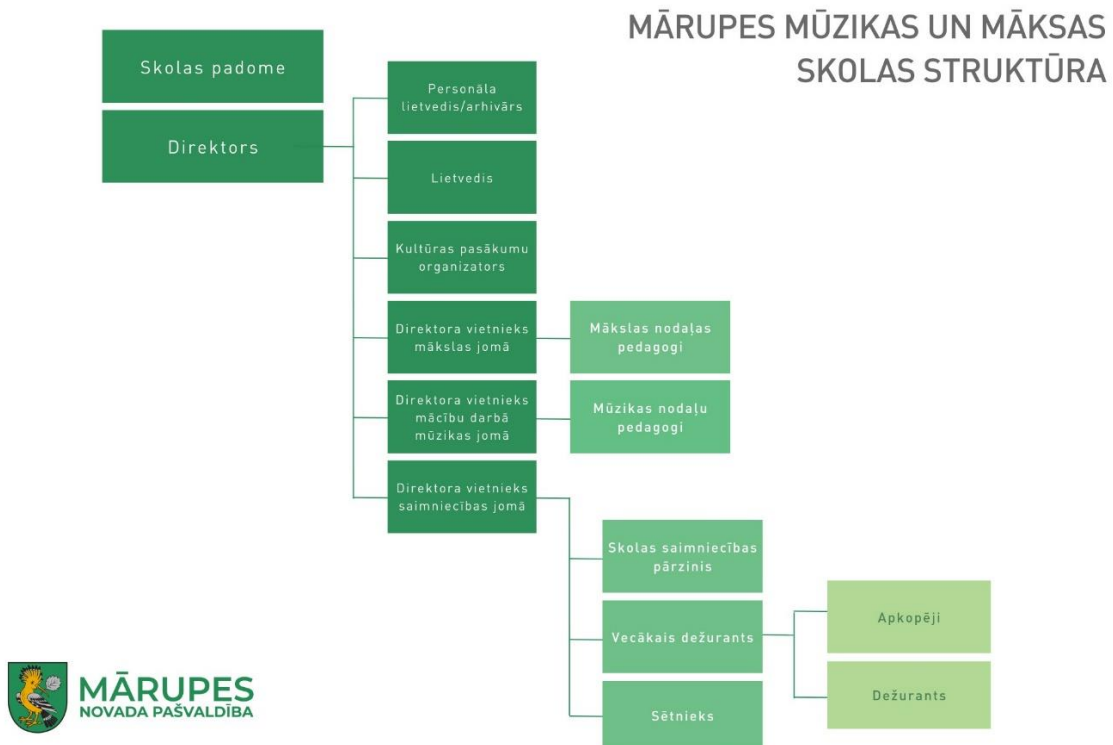 MĀRUPES MŪZIKAS UN MĀKSAS
SKOLAS STRUKTŪRA
Skolas padome
Direktors
Personāla
lietvedis/arhivārs
Lietvedis
Kultūras pasākumu
organizators
Direktora vietnieks
mākslas jomā
Mākslas nodaļas
pedagogi
Direktora vietnieks
mācību darbā
mūzikas jomā
Mūzikas nodaļu
pedagogi
Direktora vietnieks
saimniecības jomā
Skolas saimniecības
pārzinis
Vecākais dežurants
Sētnieks
Apkopēji
Dežurants
MĀRUPES
NOVADA PAŠVALDĪBA